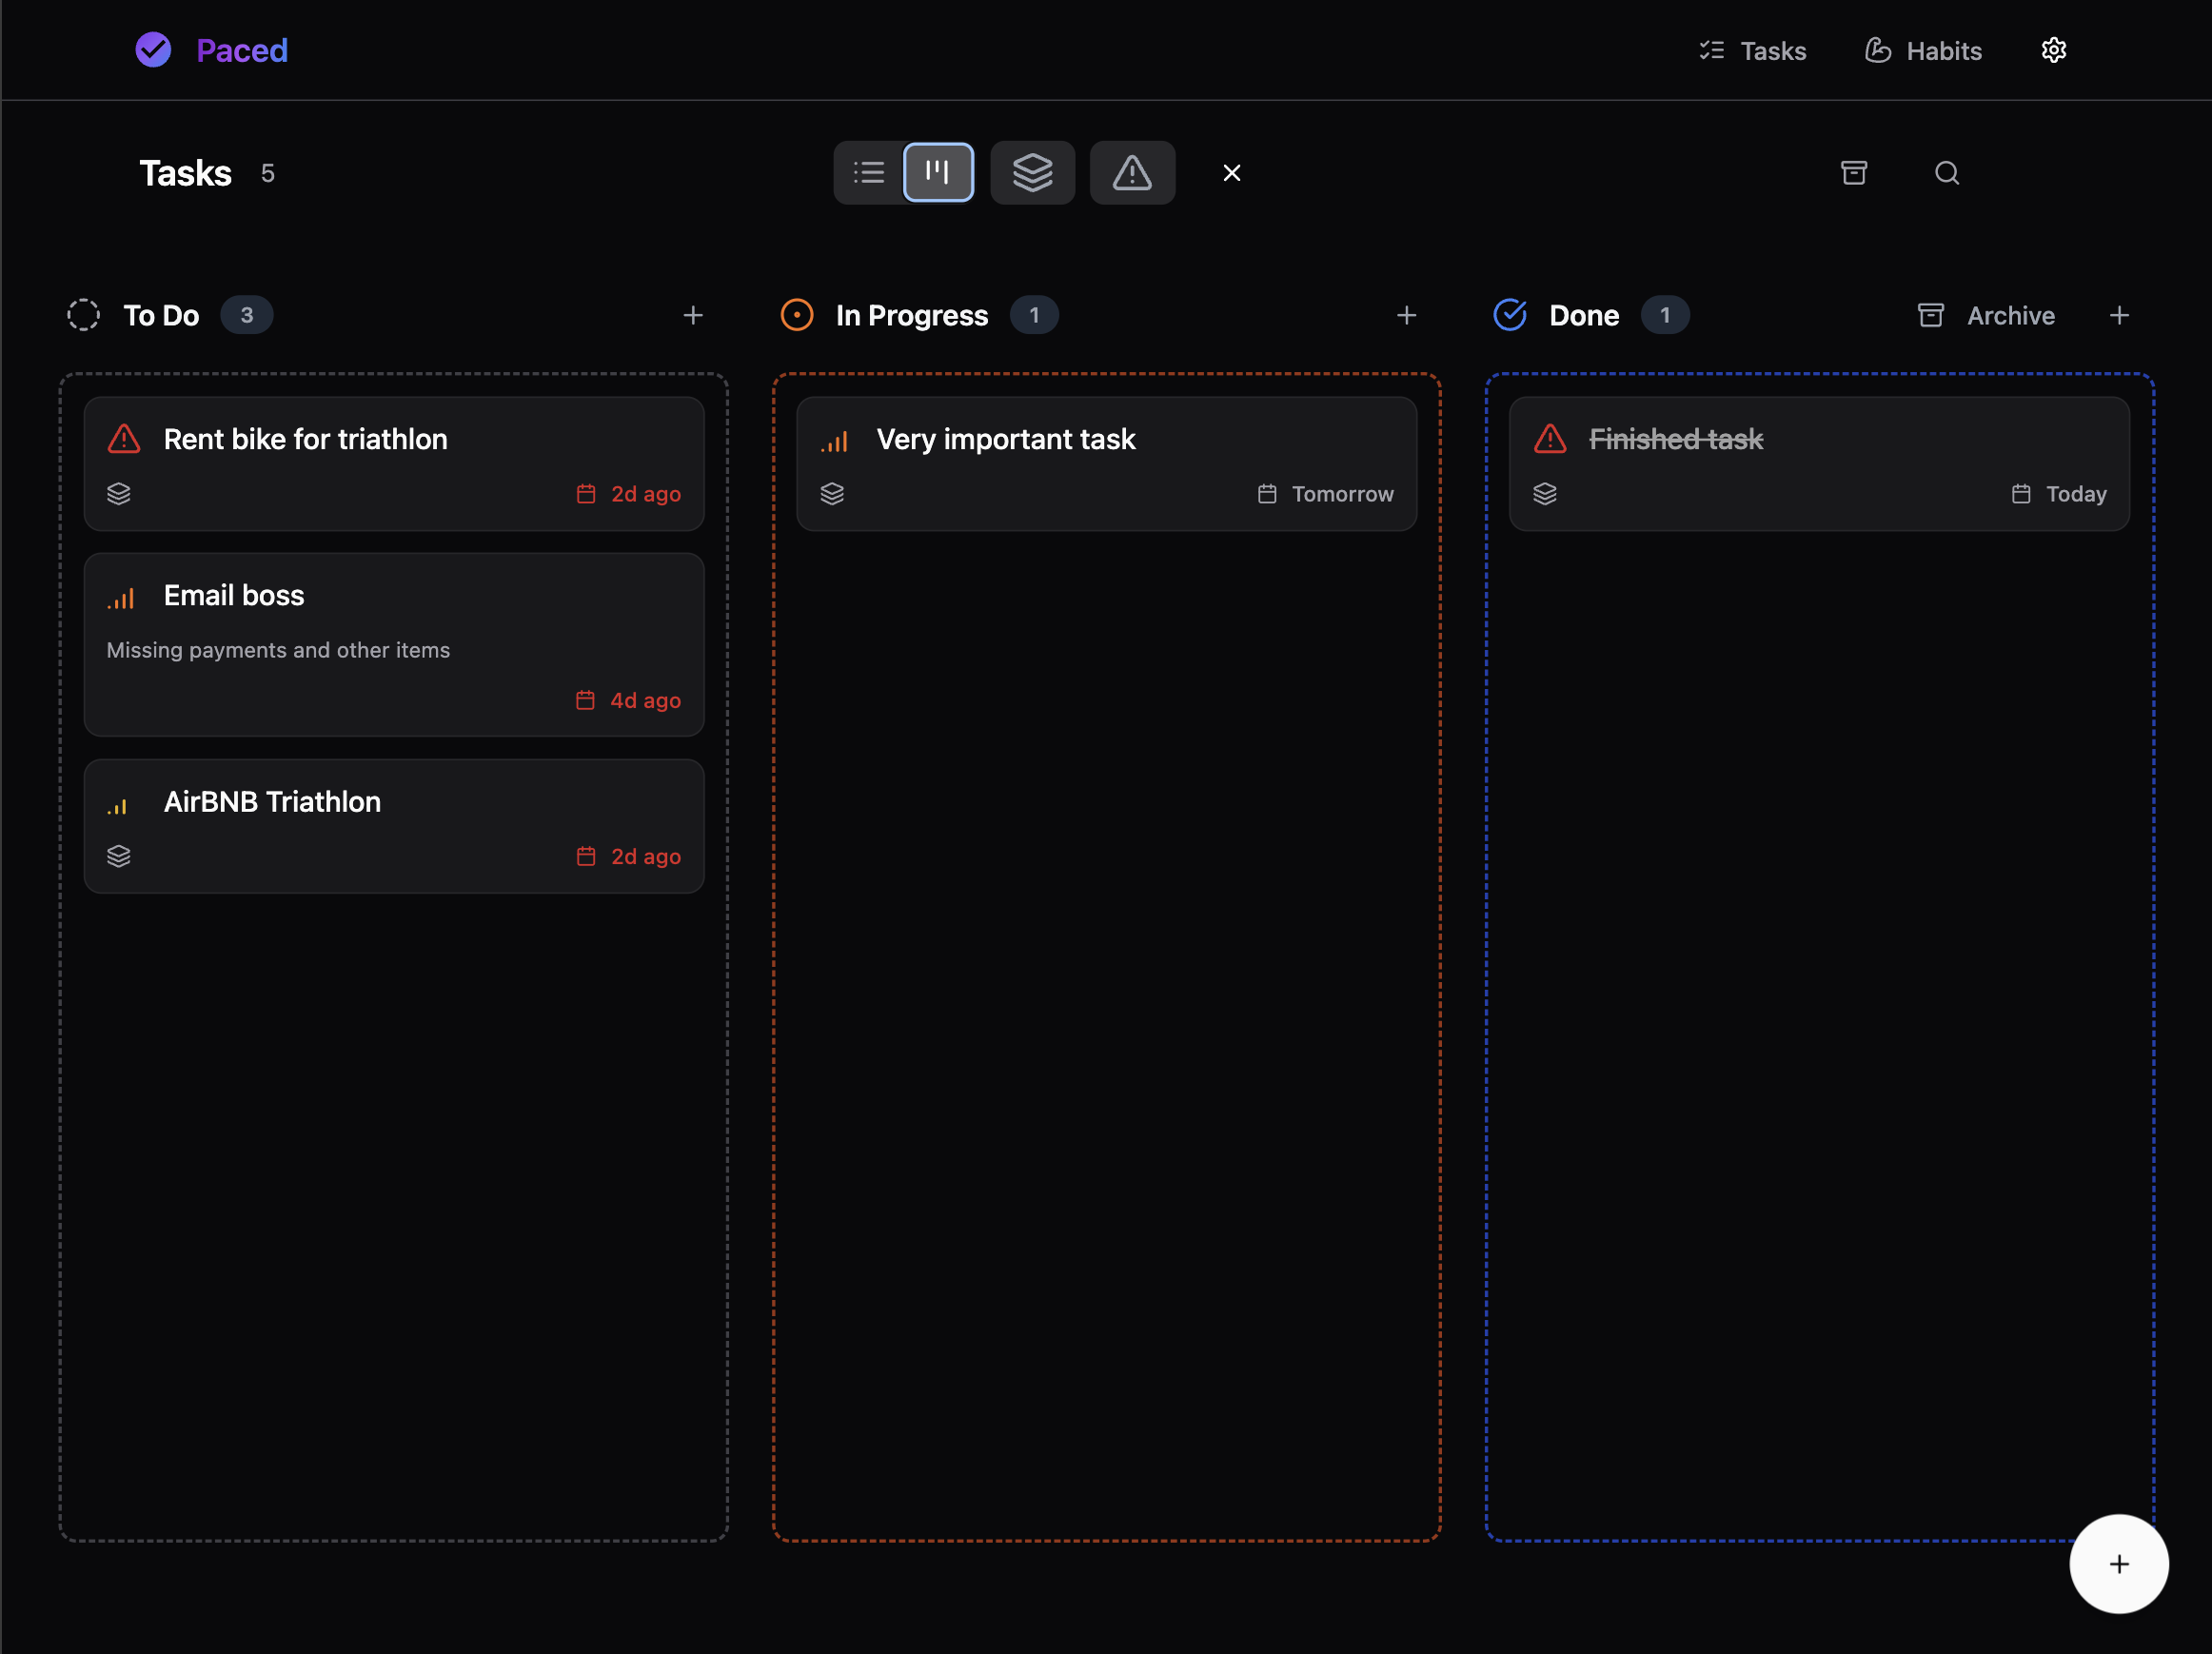 Paced
Tasks
Habits
Tasks 5
To Do 3
In Progress 1
Done 1
Archive
Rent bike for triathlon
2d ago
Email boss
Missing payments and other items
4d ago
AirBNB Triathlon
2d ago
Very important task
Tomorrow
Finished task
Today